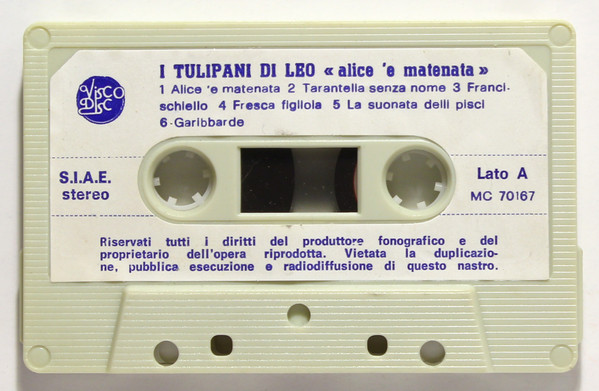 VISCO
DISC
I TULIPANI DI LEO « alice 'e matenata »
1 Alice 'e matenata 2 Tarantella senza nome 3 Franci-
schiello 4 Fresca figliola 5 La suonata delli pisci
6 Garibbarde
S.I.A.E.
stereo
Lato A
MC 70167
Riservati tutti i diritti del produttore fonografico e del
proprietario dell'opera riprodotta. Vietata la duplicazio-
ne, pubblica esecuzione e radiodiffusione di questo nastro.